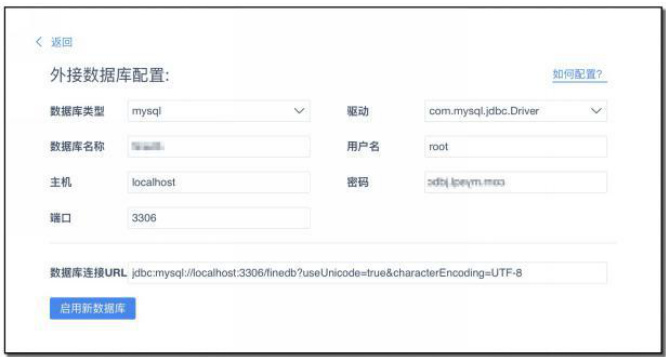 返回
外接数据库配置: 如何配置?
数据库类型 mysql 驱动 com.mysql.jdbc.Driver
数据库名称 用户名 root
主机 localhost 密码
端口 3306
数据库连接URL jdbc:mysql://localhost:3306/finedb?useUnicode=true&characterEncoding=UTF-8
启用新数据库